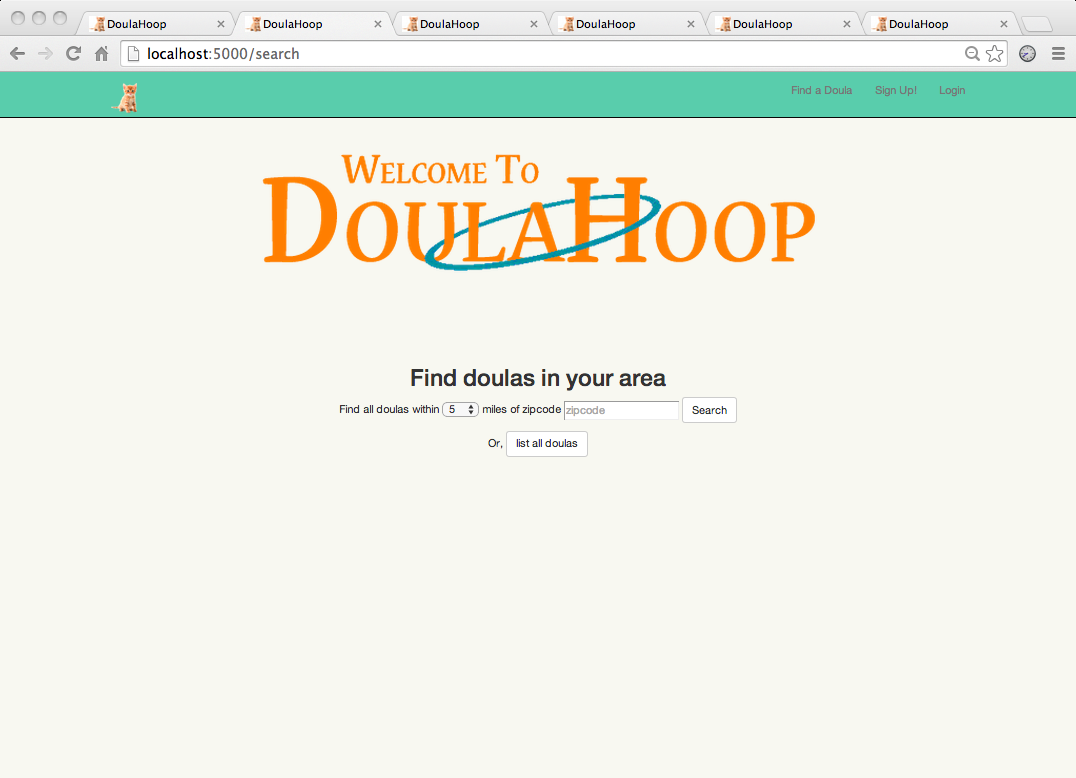 DoulaHoop DoulaHoop DoulaHoop DoulaHoop DoulaHoop DoulaHoop
localhost:5000/search
Find a Doula Sign Up! Login
WELCOME TO
DOULAHOOP
Find doulas in your area
Find all doulas within 5 miles of zipcode zipcode Search
Or, list all doulas